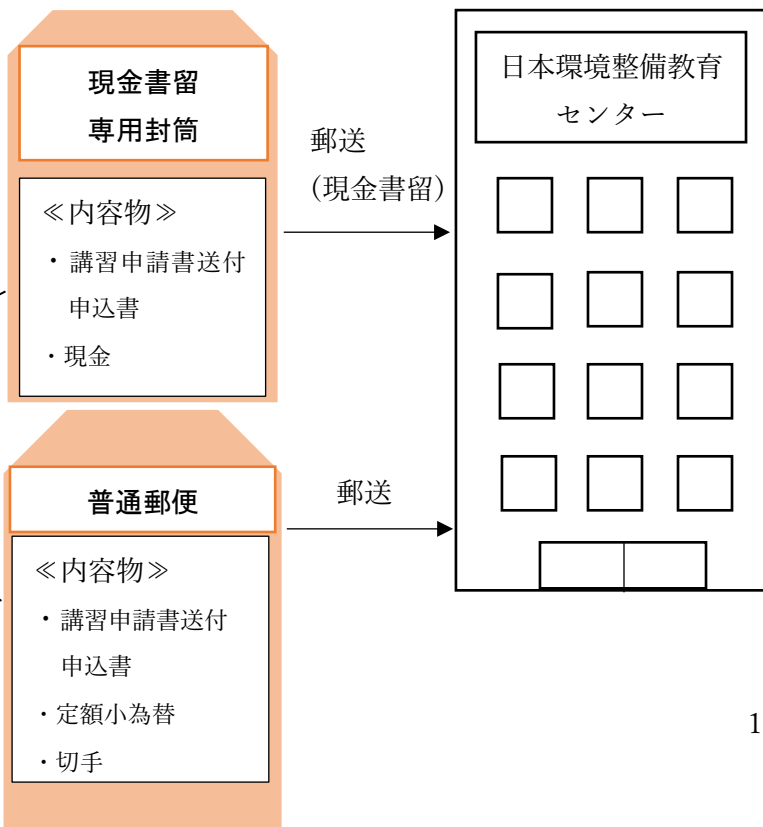 現金書留
専用封筒
≪内容物≫
・講習申請書送付
申込書
・現金
郵送
（現金書留）
日本環境整備教育
センター
普通郵便
≪内容物≫
・講習申請書送付
申込書
・定額小為替
・切手
郵送
1